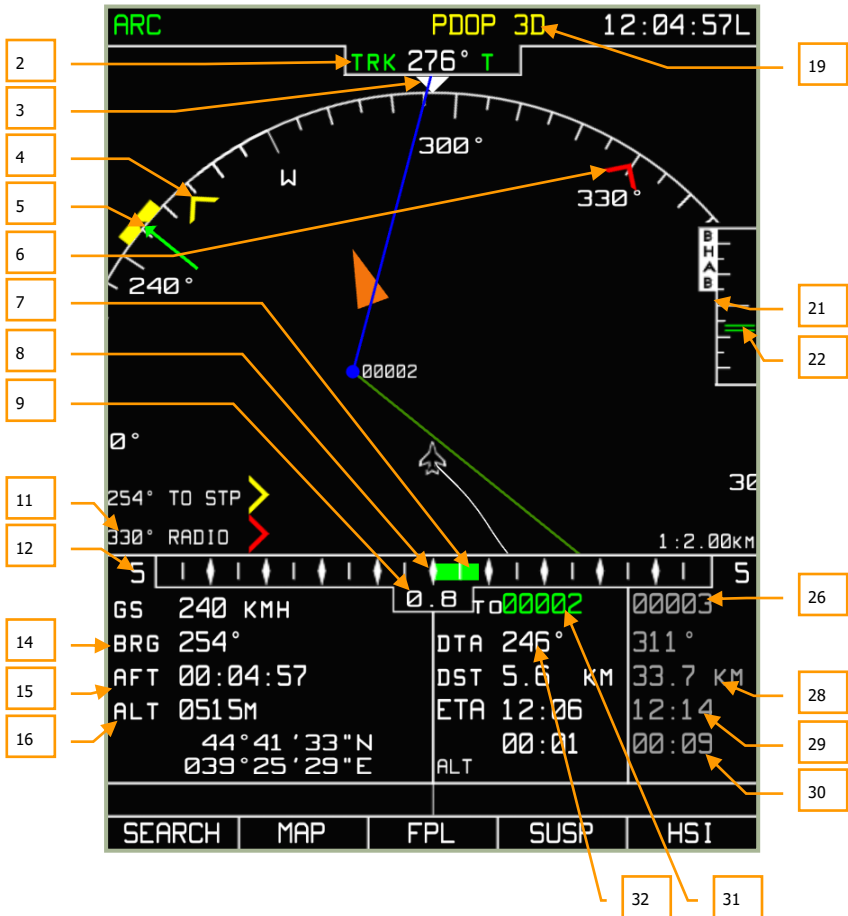 ARC PDOP 3D 12:04:57L
TRK 276° T
2
19
3
4
5
6
7
8
9
300°
W
330°
240°
B
H
A
B
21
22
00002
0°
30
254° TO STP
330° RADIO
1:2.00KM
11
12
5 5
0.8
GS 240 KMH
TO 00002 00003
26
14
BRG 254°
DTA 246° 311°
15
AFT 00:04:57
DST 5.6 KM 33.7 KM
28
16
ALT 0515M
ETA 12:06 12:14
29
44°41'33"N
00:01 00:09
30
039°25'29"E
ALT
SEARCH MAP FPL SUSP HSI
32
31